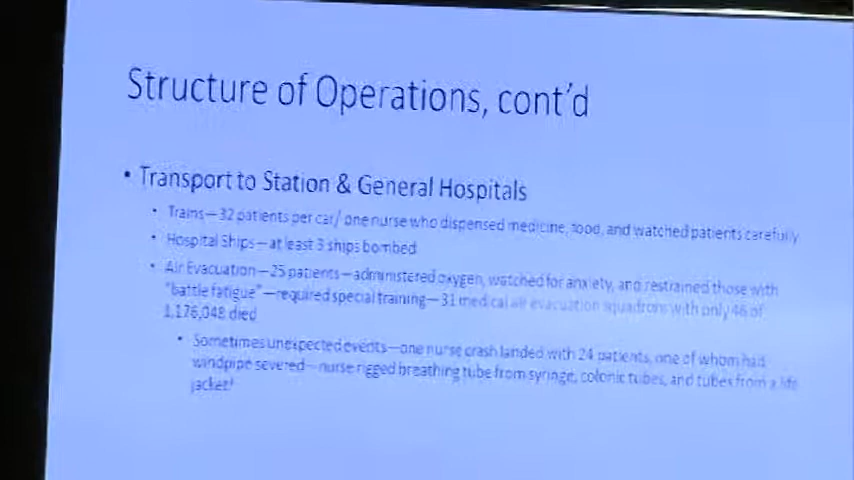 Structure of Operations, cont'd
• Transport to Station & General Hospitals
• Trains—32 patients per car/ one nurse who dispensed medicine, food, and watched patients carefully
• Hospital Ships—at least 3 ships bombed
• Air Evacuation—25 patients—administered oxygen, watched for anxiety, and restrained those with
"battle fatigue"—required special training—31 medical air evacuation squadrons with only 46 of
1,176,048 died
• Sometimes unexpected events—one nurse crash landed with 24 patients, one of whom had
windpipe severed—nurse rigged breathing tube from syringe, colonic tubes, and tubes from a life
jacket!